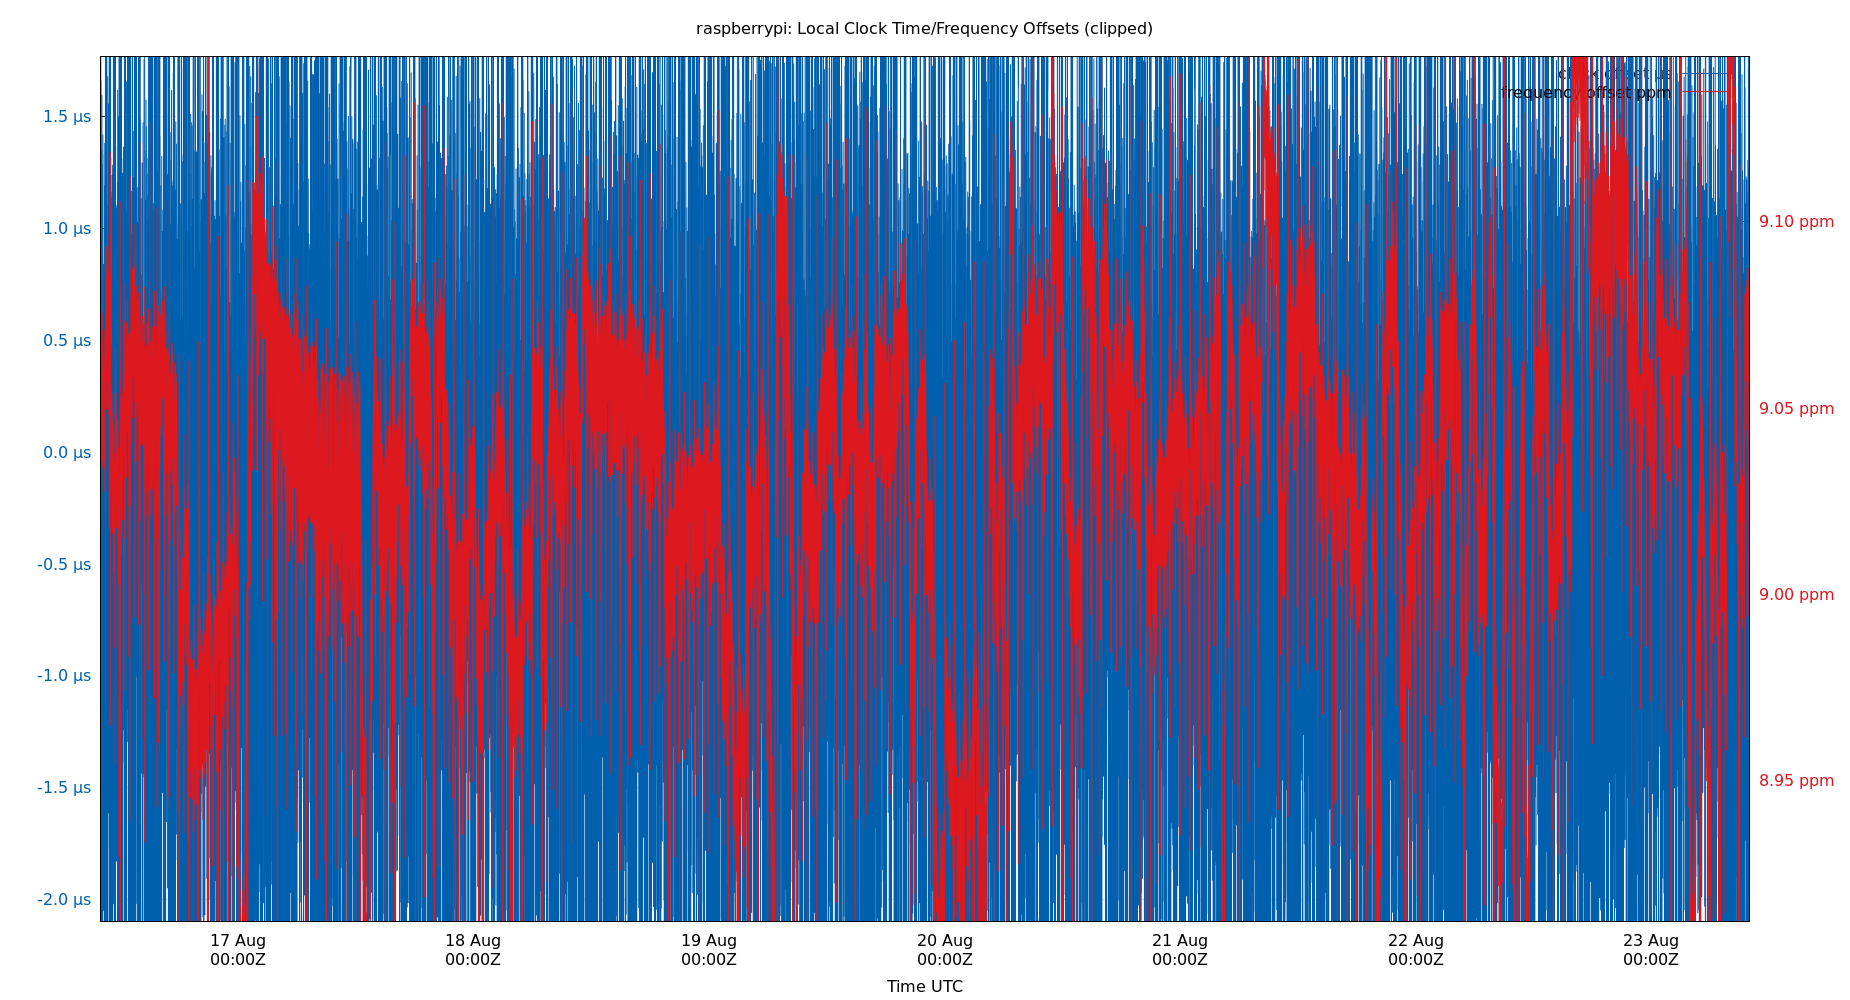 raspberrypi: Local Clock Time/Frequency Offsets (clipped)
clock offset µs
frequency offset ppm
1.5 µs
1.0 µs
0.5 µs
0.0 µs
-0.5 µs
-1.0 µs
-1.5 µs
-2.0 µs
9.10 ppm
9.05 ppm
9.00 ppm
8.95 ppm
17 Aug
00:00Z
18 Aug
00:00Z
19 Aug
00:00Z
20 Aug
00:00Z
21 Aug
00:00Z
22 Aug
00:00Z
23 Aug
00:00Z
Time UTC